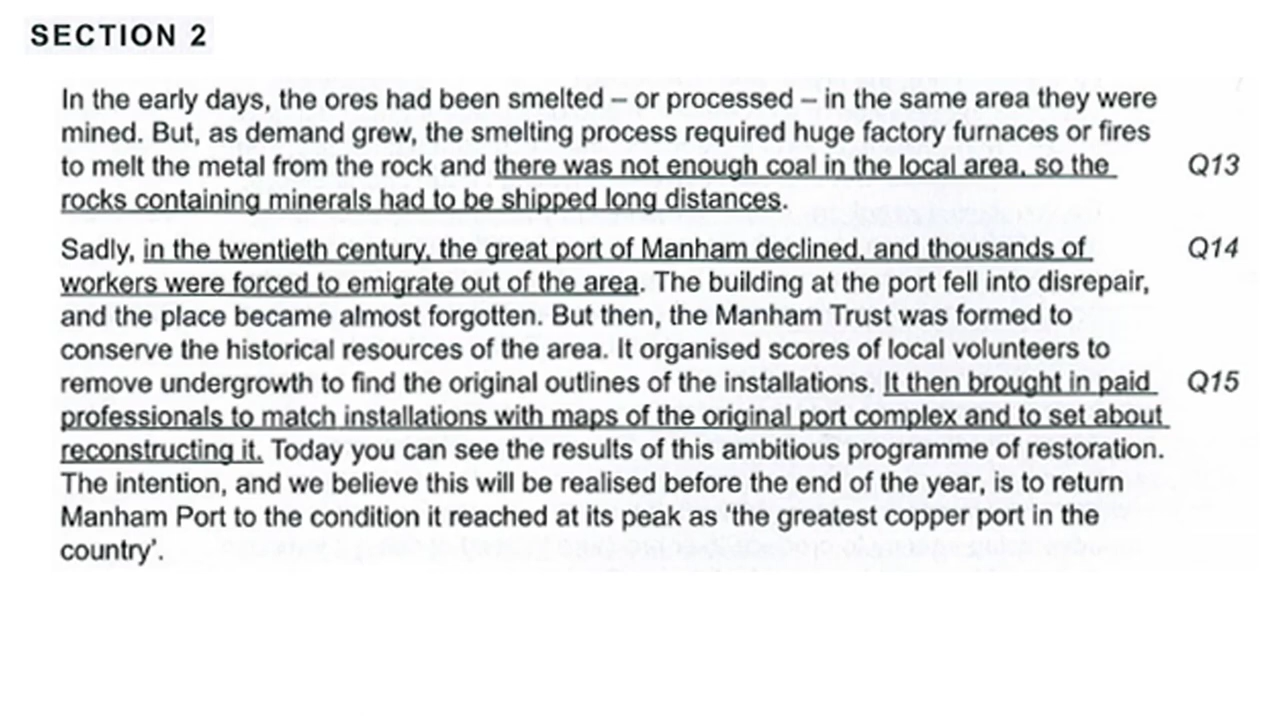 SECTION 2
In the early days, the ores had been smelted – or processed – in the same area they were
mined. But, as demand grew, the smelting process required huge factory furnaces or fires
to melt the metal from the rock and there was not enough coal in the local area, so the Q13
rocks containing minerals had to be shipped long distances.
Sadly, in the twentieth century, the great port of Manham declined, and thousands of Q14
workers were forced to emigrate out of the area. The building at the port fell into disrepair,
and the place became almost forgotten. But then, the Manham Trust was formed to
conserve the historical resources of the area. It organised scores of local volunteers to
remove undergrowth to find the original outlines of the installations. It then brought in paid Q15
professionals to match installations with maps of the original port complex and to set about
reconstructing it. Today you can see the results of this ambitious programme of restoration.
The intention, and we believe this will be realised before the end of the year, is to return
Manham Port to the condition it reached at its peak as 'the greatest copper port in the
country'.